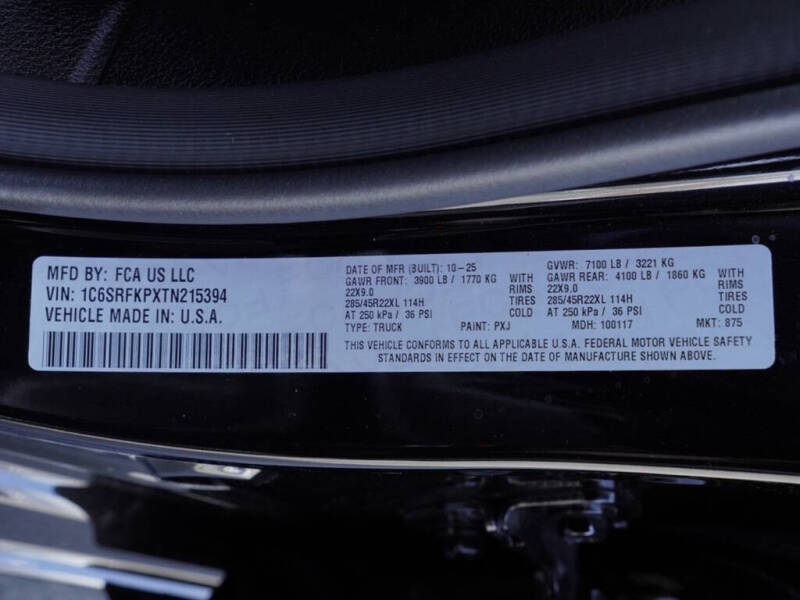 MFD BY: FCA US LLC
VIN: 1C6SRFKPXTN215394
VEHICLE MADE IN: U.S.A.
DATE OF MFR (BUILT): 10-25
GAWR FRONT: 3900 LB / 1770 KG WITH
22X9.0 RIMS
285/45R22XL 114H TIRES
AT 250 kPA / 36 PSI COLD
TYPE: TRUCK PAINT: PXJ
GVWR: 7100 LB / 3221 KG
GAWR REAR: 4100 LB / 1860 KG WITH
22X9.0 RIMS
285/45R22XL 114H TIRES
AT 250 kPA / 36 PSI COLD
MDH: 100117 MKT: 875
THIS VEHICLE CONFORMS TO ALL APPLICABLE U.S.A. FEDERAL MOTOR VEHICLE SAFETY
STANDARDS IN EFFECT ON THE DATE OF MANUFACTURE SHOWN ABOVE.